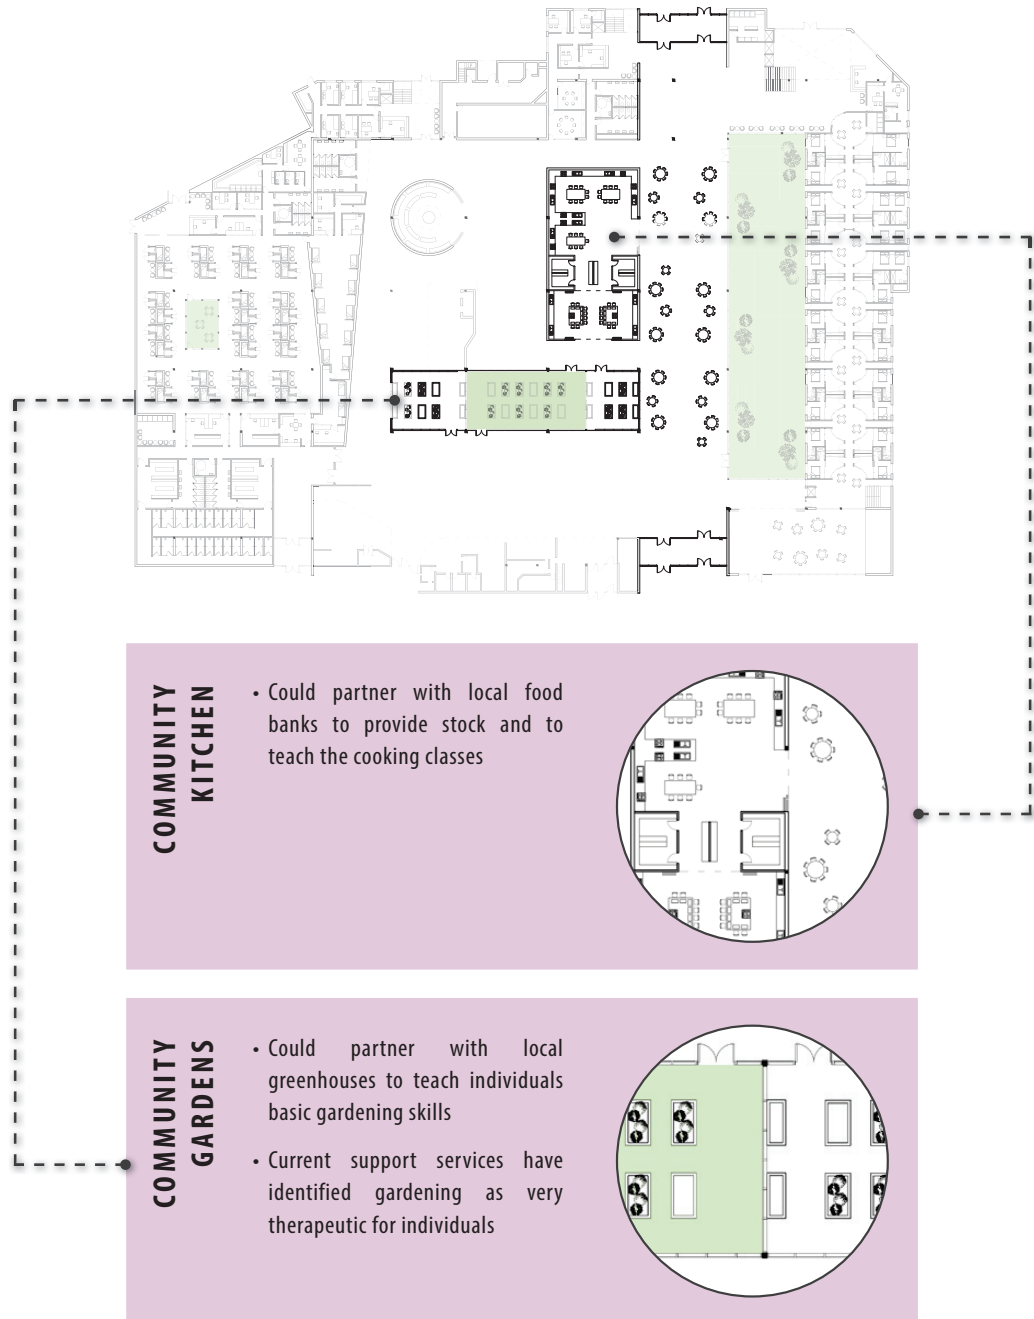 COMMUNITY
KITCHEN
• Could partner with local food
banks to provide stock and to
teach the cooking classes
COMMUNITY
GARDENS
• Could partner with local
greenhouses to teach individuals
basic gardening skills
• Current support services have
identified gardening as very
therapeutic for individuals